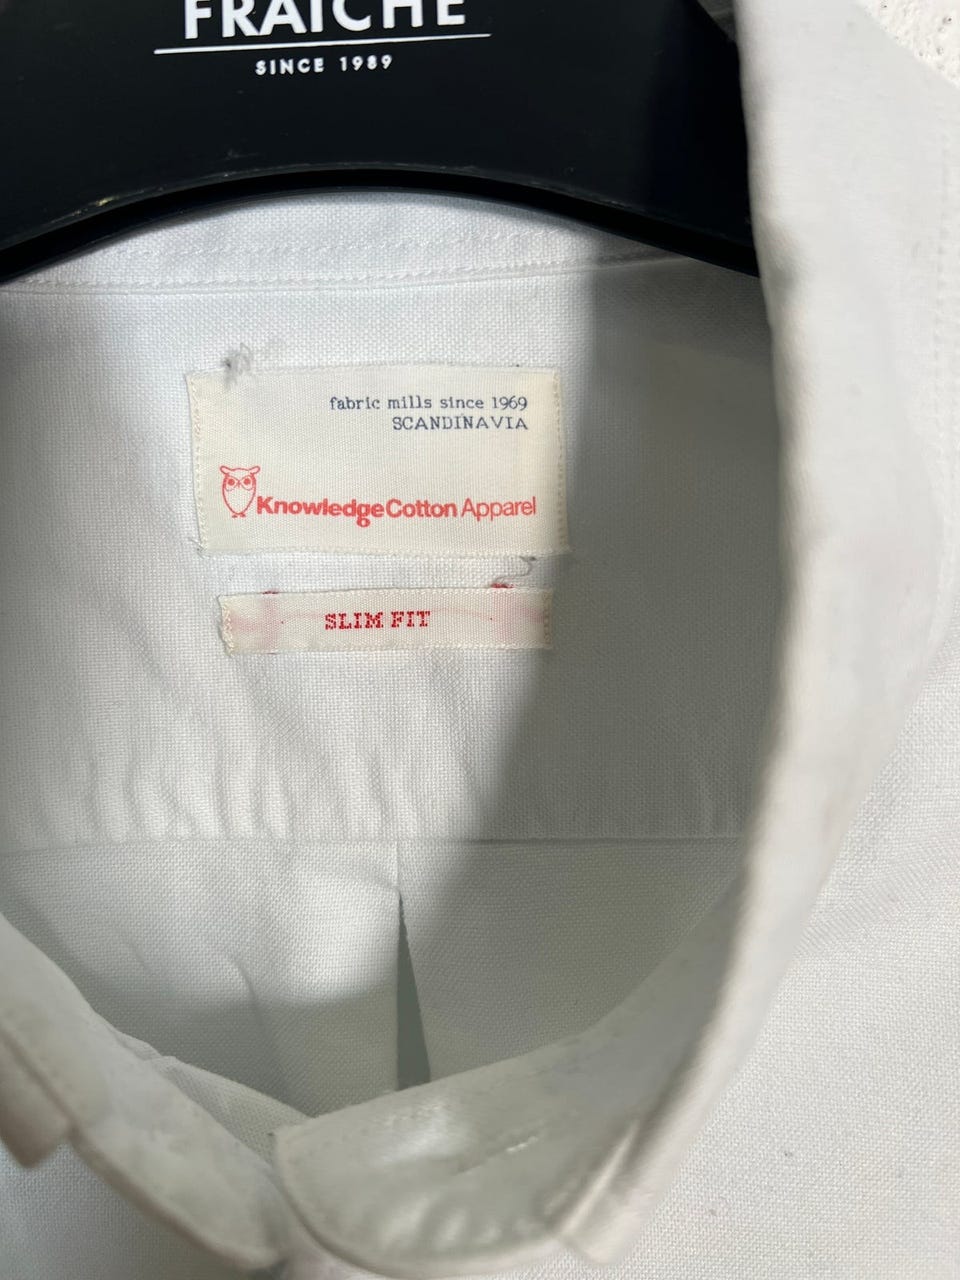 FRAICHE
SINCE 1989
fabric mills since 1969
SCANDINAVIA
KnowledgeCotton Apparel
SLIM FIT